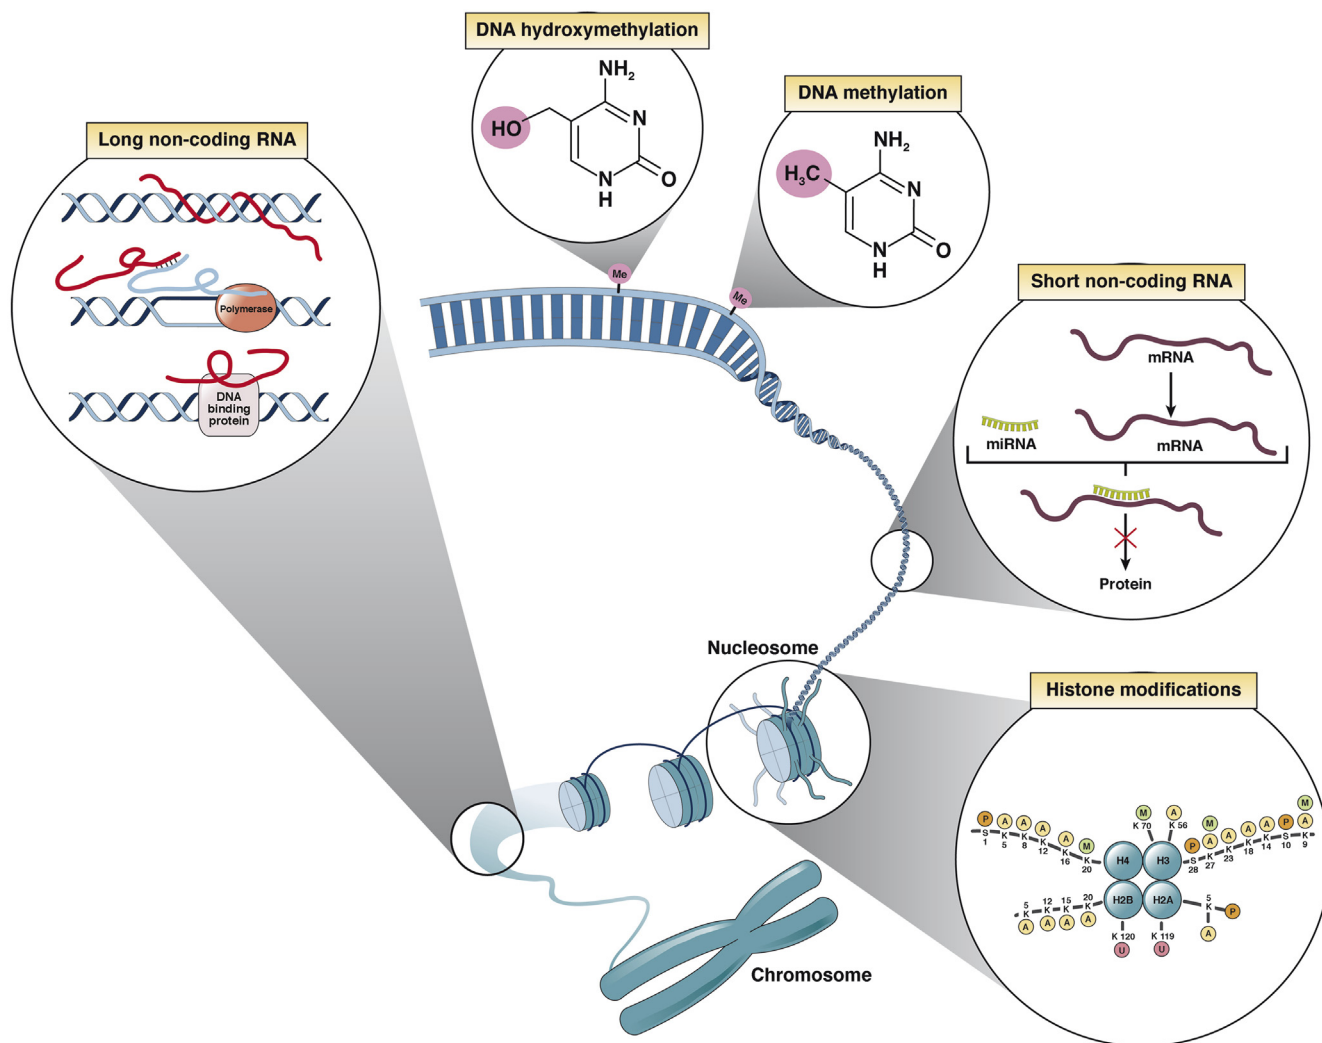 DNA hydroxymethylation
NH₂
HO
N
N
H
O
DNA methylation
NH₂
H₃C
N
N
H
O
Long non-coding RNA
Polymerase
DNA
binding
protein
Me
Me
Short non-coding RNA
mRNA
miRNA
mRNA
Protein
Nucleosome
Histone modifications
P A A A A M
S K K K K K
1 5 8 12 16 20
M A
K 70 K 56
P M A A A A P M A
S K K K K S K
28 27 23 18 14 10 9
H4 H3
H2B H2A
5 12 15 20
K K K K
A A A A
K 120
U
K 119
U
5
K P
A
Chromosome